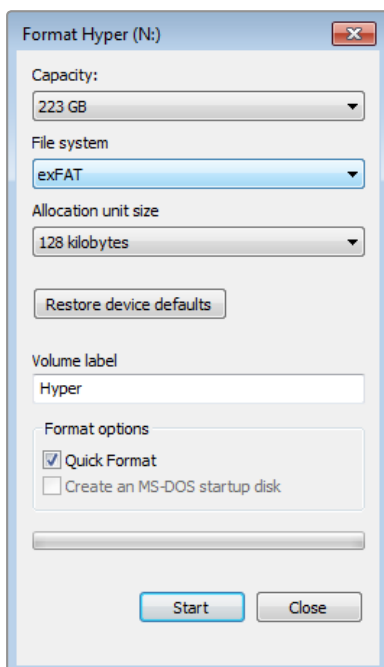 Format Hyper (N:)
Capacity:
223 GB
File system
exFAT
Allocation unit size
128 kilobytes
Restore device defaults
Volume label
Hyper
Format options
Quick Format
Create an MS-DOS startup disk
Start
Close